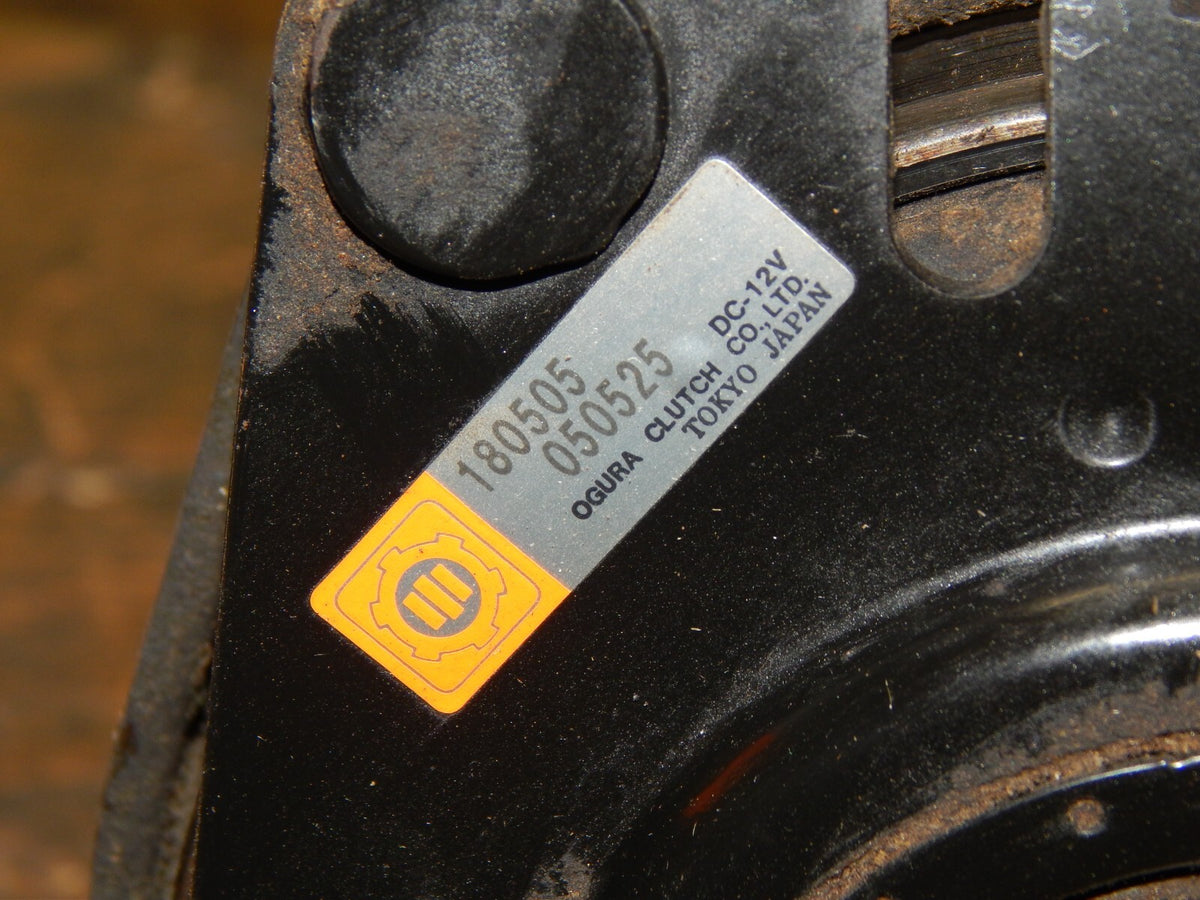 180505
050525
DC-12V
OGURA CLUTCH CO., LTD.
TOKYO JAPAN